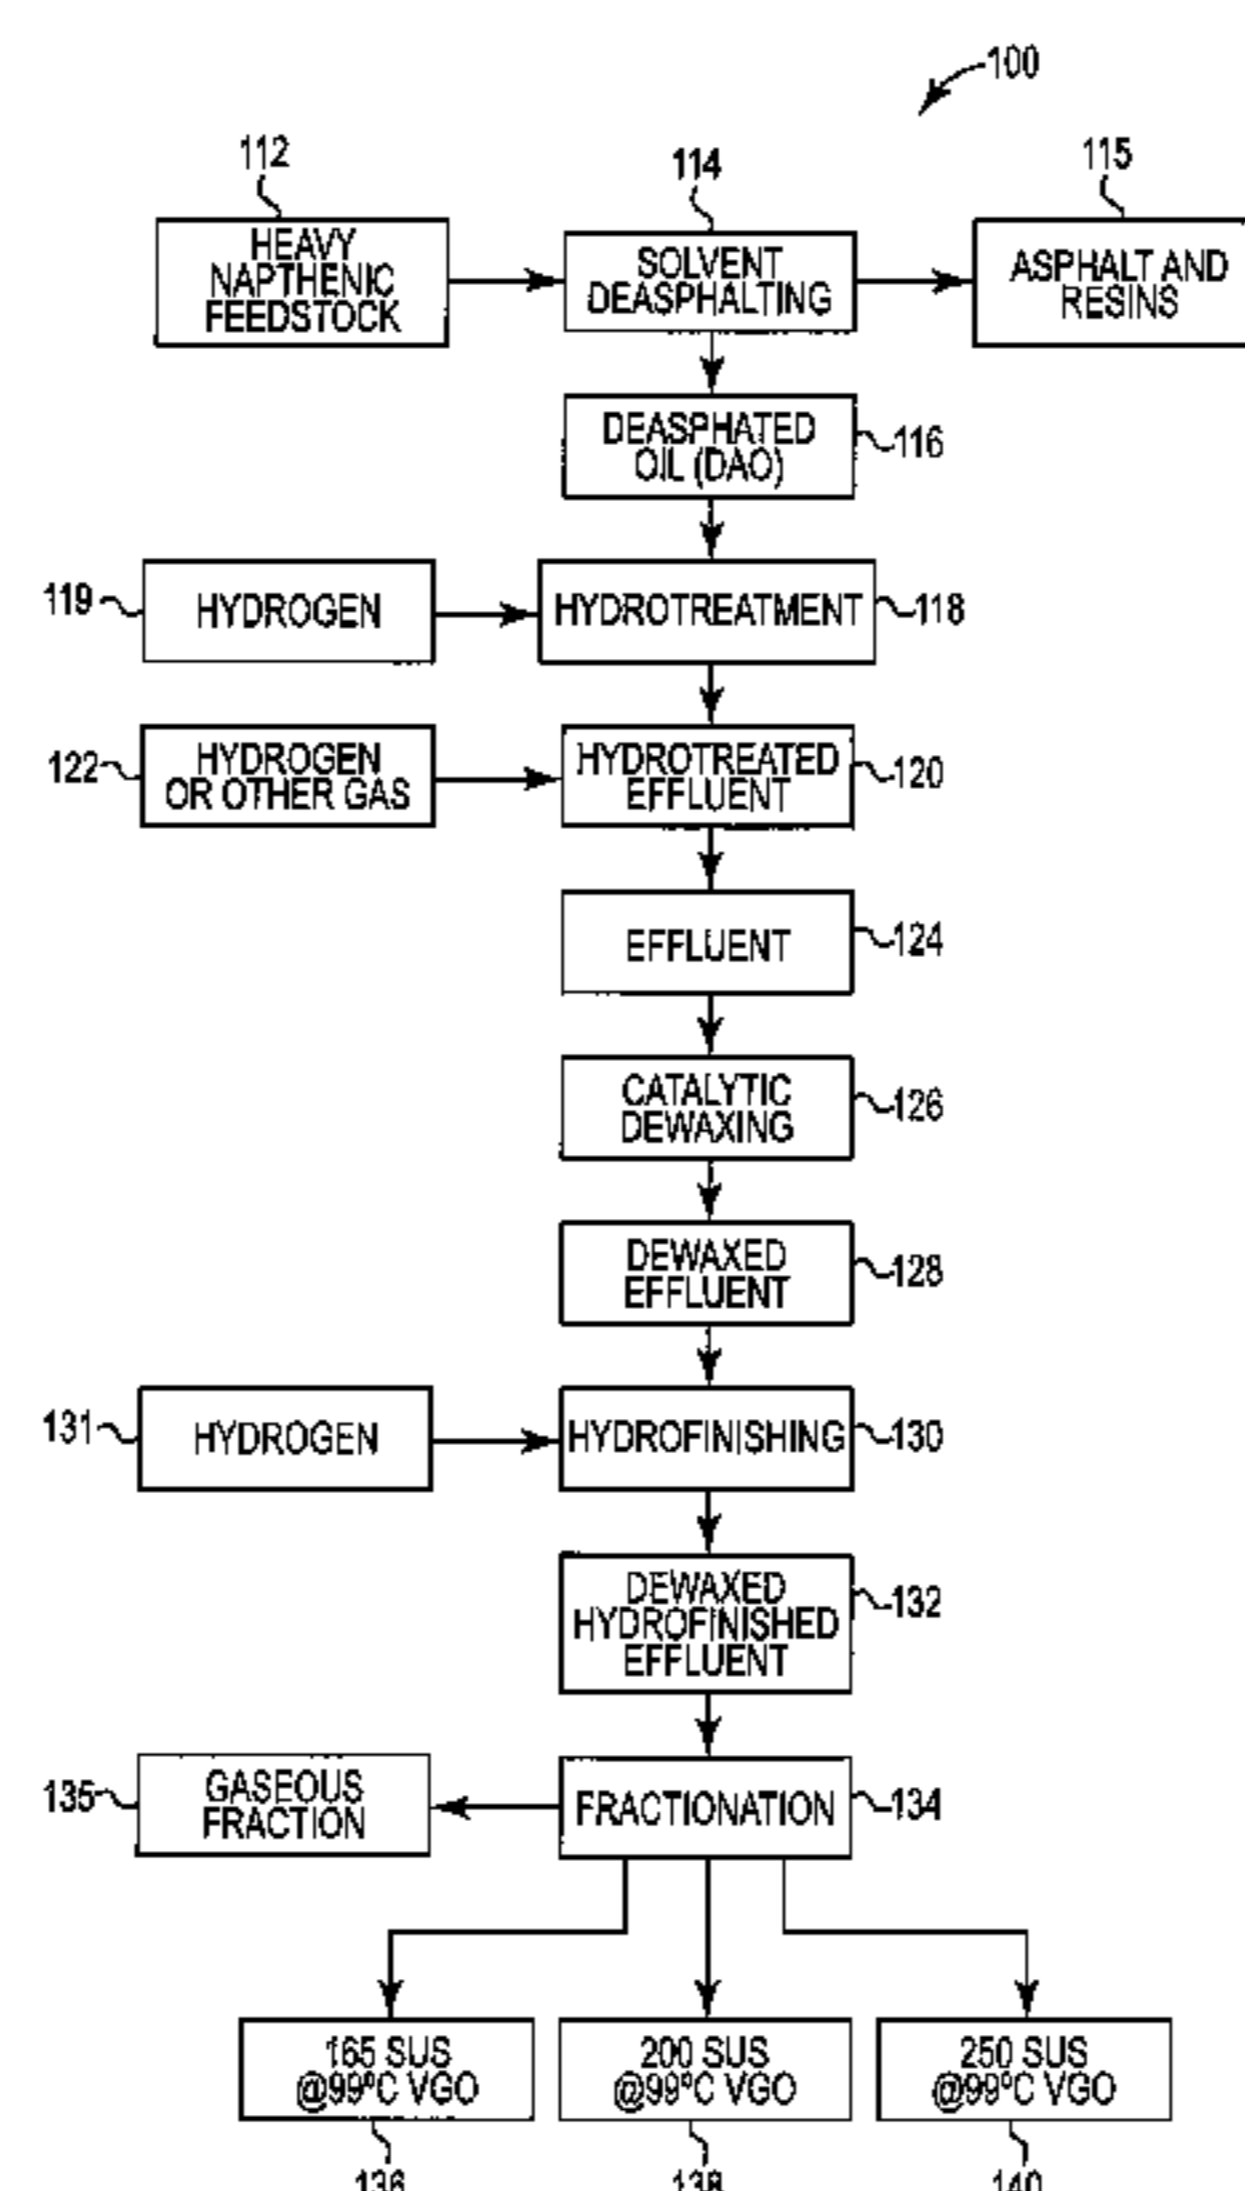 100
112
114
115
HEAVY
NAPTHENIC
FEEDSTOCK
SOLVENT
DEASPHALTING
ASPHALT AND
RESINS
DEASPHATED
OIL (DAO)
116
119
HYDROGEN
HYDROTREATMENT
118
122
HYDROGEN
OR OTHER GAS
HYDROTREATED
EFFLUENT
120
EFFLUENT
124
CATALYTIC
DEWAXING
126
DEWAXED
EFFLUENT
128
131
HYDROGEN
HYDROFINISHING
130
DEWAXED
HYDROFINISHED
EFFLUENT
132
135
GASEOUS
FRACTION
FRACTIONATION
134
165 SUS
@99ºC VGO
200 SUS
@99ºC VGO
250 SUS
@99ºC VGO
136
138
140